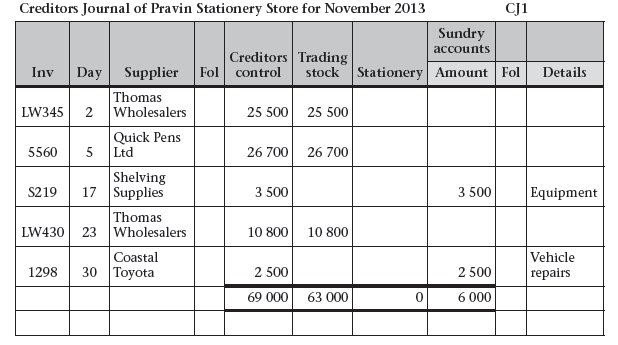 Creditors Journal of Pravin Stationery Store for November 2013 CJ1
Sundry accounts
Inv Day Supplier Fol Creditors control Trading stock Stationery Amount Fol Details
LW345 2 Thomas Wholesalers 25 500 25 500
5560 5 Quick Pens Ltd 26 700 26 700
S219 17 Shelving Supplies 3 500 3 500 Equipment
LW430 23 Thomas Wholesalers 10 800 10 800
1298 30 Coastal Toyota 2 500 2 500 Vehicle repairs
69 000 63 000 0 6 000